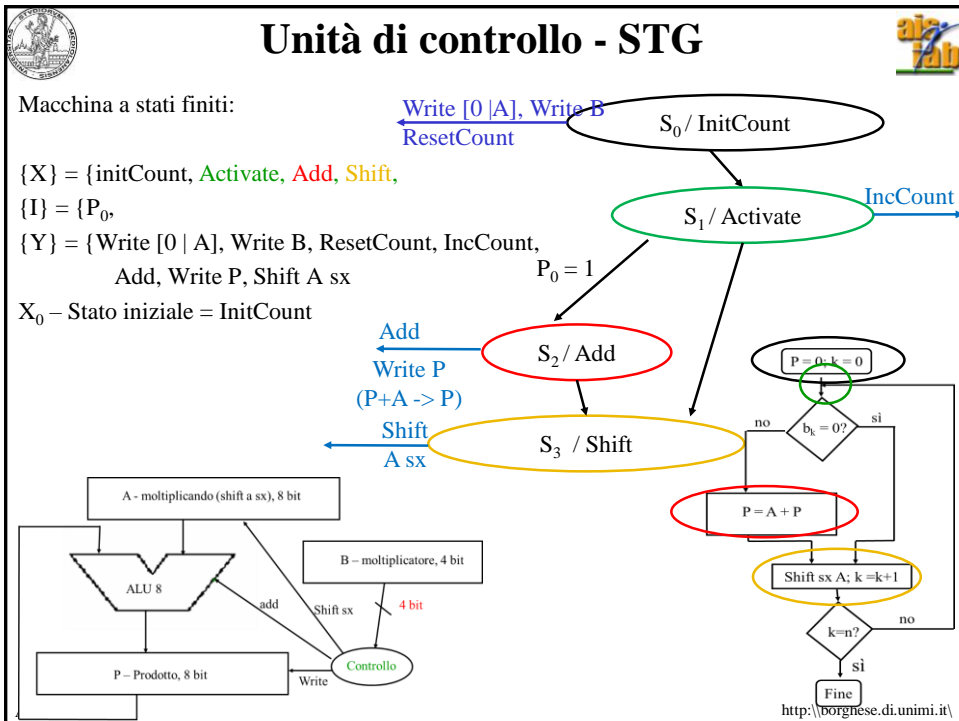 Unità di controllo - STG
Macchina a stati finiti:
{X} = {initCount, Activate, Add, Shift,
{I} = {P0,
{Y} = {Write [0 | A], Write B, ResetCount, IncCount,
Add, Write P, Shift A sx
X0 – Stato iniziale = InitCount
Write [0 |A], Write B
ResetCount
S0 / InitCount
S1 / Activate
IncCount
P0 = 1
Add
Write P
(P+A -> P)
S2 / Add
Shift
A sx
S3 / Shift
P = 0; k = 0
no
bk = 0?
sì
P = A + P
Shift sx A; k =k+1
k=n?
no
sì
Fine
A - moltiplicando (shift a sx), 8 bit
B – moltiplicatore, 4 bit
ALU 8
add
Shift sx
4 bit
Controllo
P – Prodotto, 8 bit
Write
http:\\borghese.di.unimi.it\